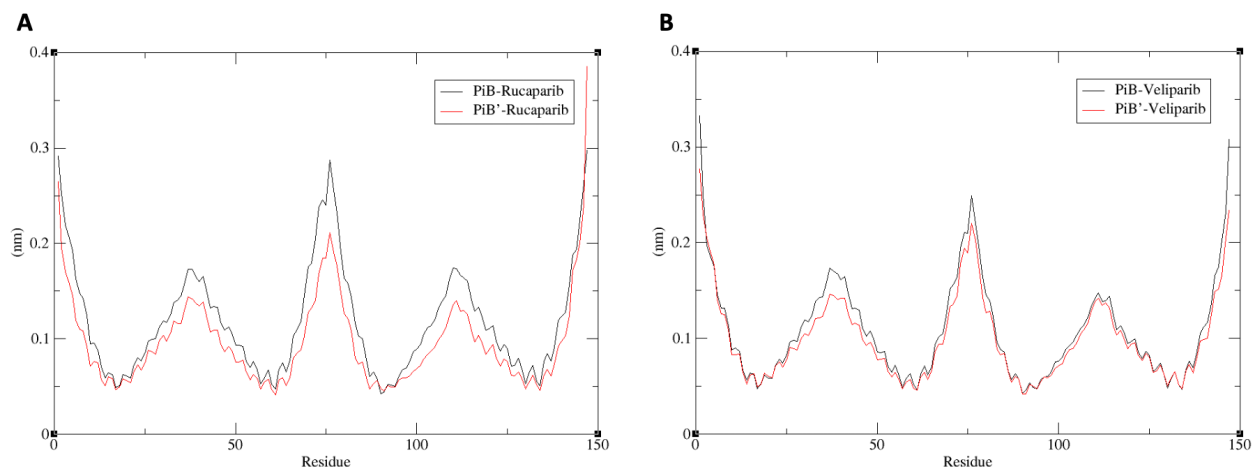 A
0.4
0.3
0.2
0.1
0
(nm)
0
50
100
150
Residue
PiB-Rucaparib
PiB'-Rucaparib
B
0.4
0.3
0.2
0.1
0
(nm)
0
50
100
150
Residue
PiB-Veliparib
PiB'-Veliparib